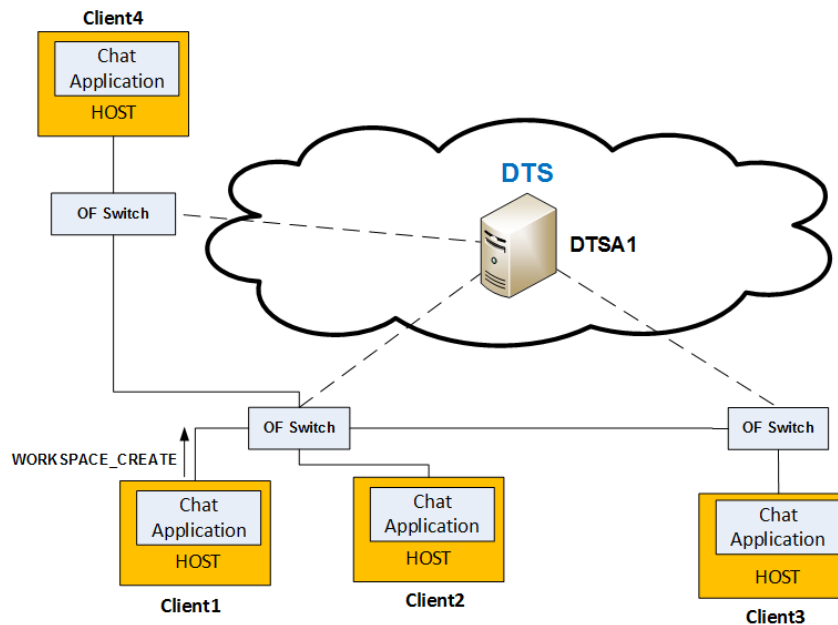 Client4
Chat
Application
HOST
DTS
OF Switch
DTSA1
OF Switch
OF Switch
WORKSPACE_CREATE
Chat
Application
HOST
Client1
Chat
Application
HOST
Client2
Chat
Application
HOST
Client3